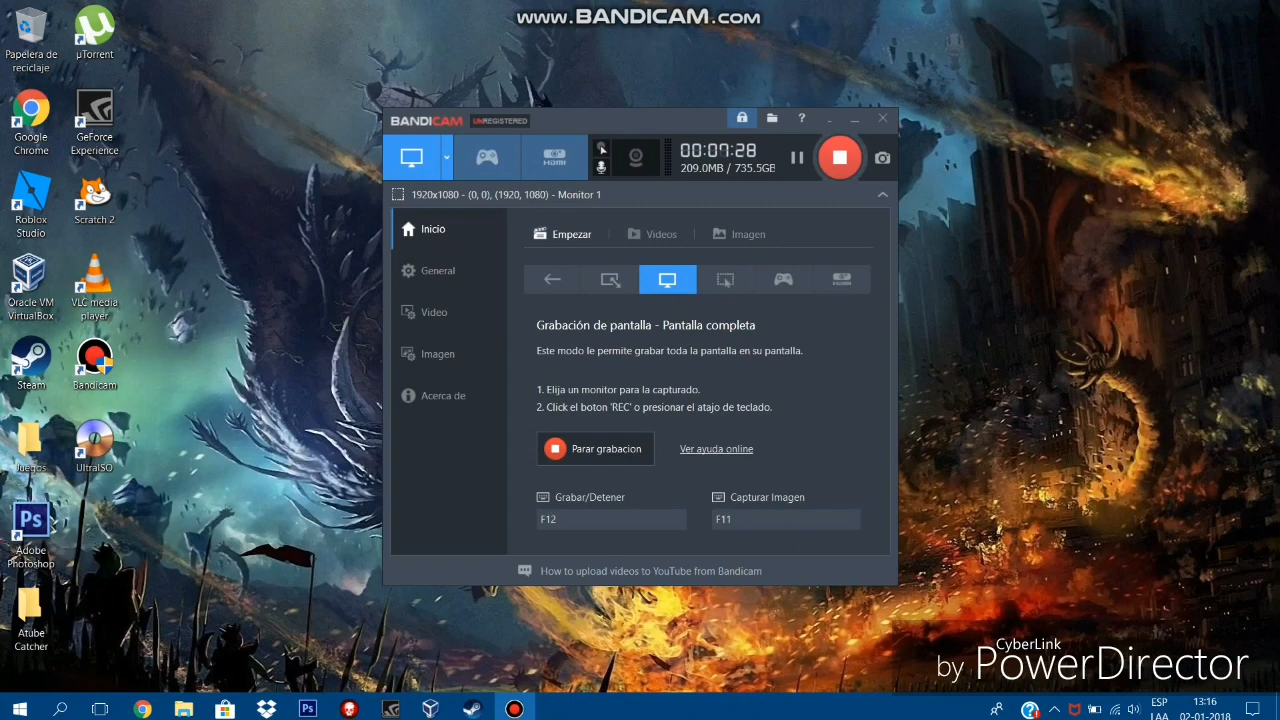 www.BANDICAM.com
Papelera de
reciclaje
µTorrent
Google
Chrome
GeForce
Experience
Roblox
Studio
Scratch 2
Oracle VM
VirtualBox
VLC media
player
Steam
Bandicam
Juegos
UltraISO
Ps
Adobe
Photoshop
Atube
Catcher
BANDICAM UNREGISTERED
?
HDMI
00:07:28
209.0MB / 735.5GB
1920x1080 - (0, 0), (1920, 1080) - Monitor 1
Inicio
General
Video
Imagen
Acerca de
Empezar
Videos
Imagen
HDMI
Grabación de pantalla - Pantalla completa
Este modo le permite grabar toda la pantalla en su pantalla.
1. Elija un monitor para la capturado.
2. Click el boton 'REC' o presionar el atajo de teclado.
Parar grabacion
Ver ayuda online
Grabar/Detener
Capturar Imagen
F12
F11
How to upload videos to YouTube from Bandicam
CyberLink
by PowerDirector
Ps
ESP
LAA
13:16
02-01-2018